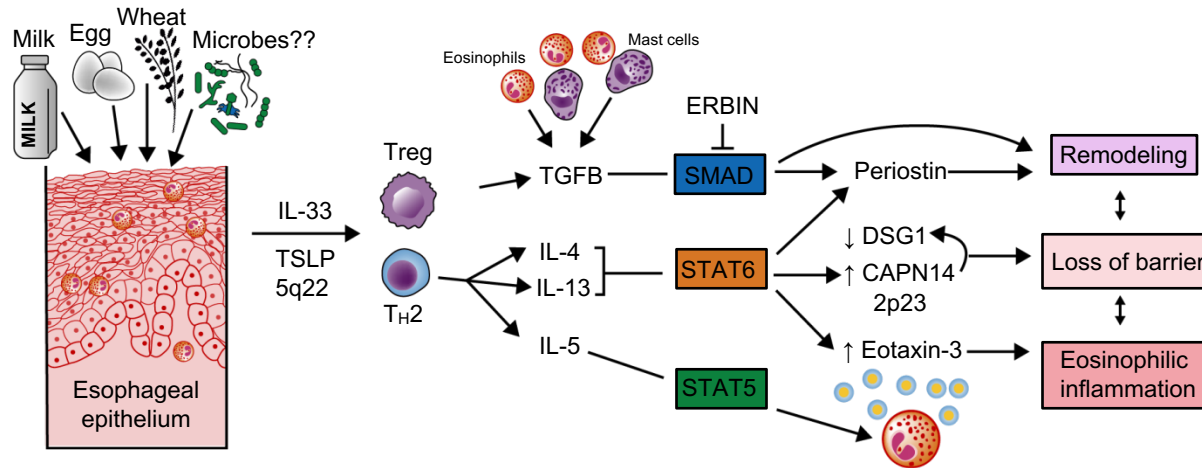 Milk
Egg
Wheat
Microbes??
MILK
Esophageal
epithelium
IL-33
TSLP
5q22
Treg
TH2
Eosinophils
Mast cells
TGFB
IL-4
IL-13
IL-5
ERBIN
SMAD
STAT6
STAT5
Periostin
↓ DSG1
↑ CAPN14
2p23
↑ Eotaxin-3
Remodeling
Loss of barrier
Eosinophilic
inflammation